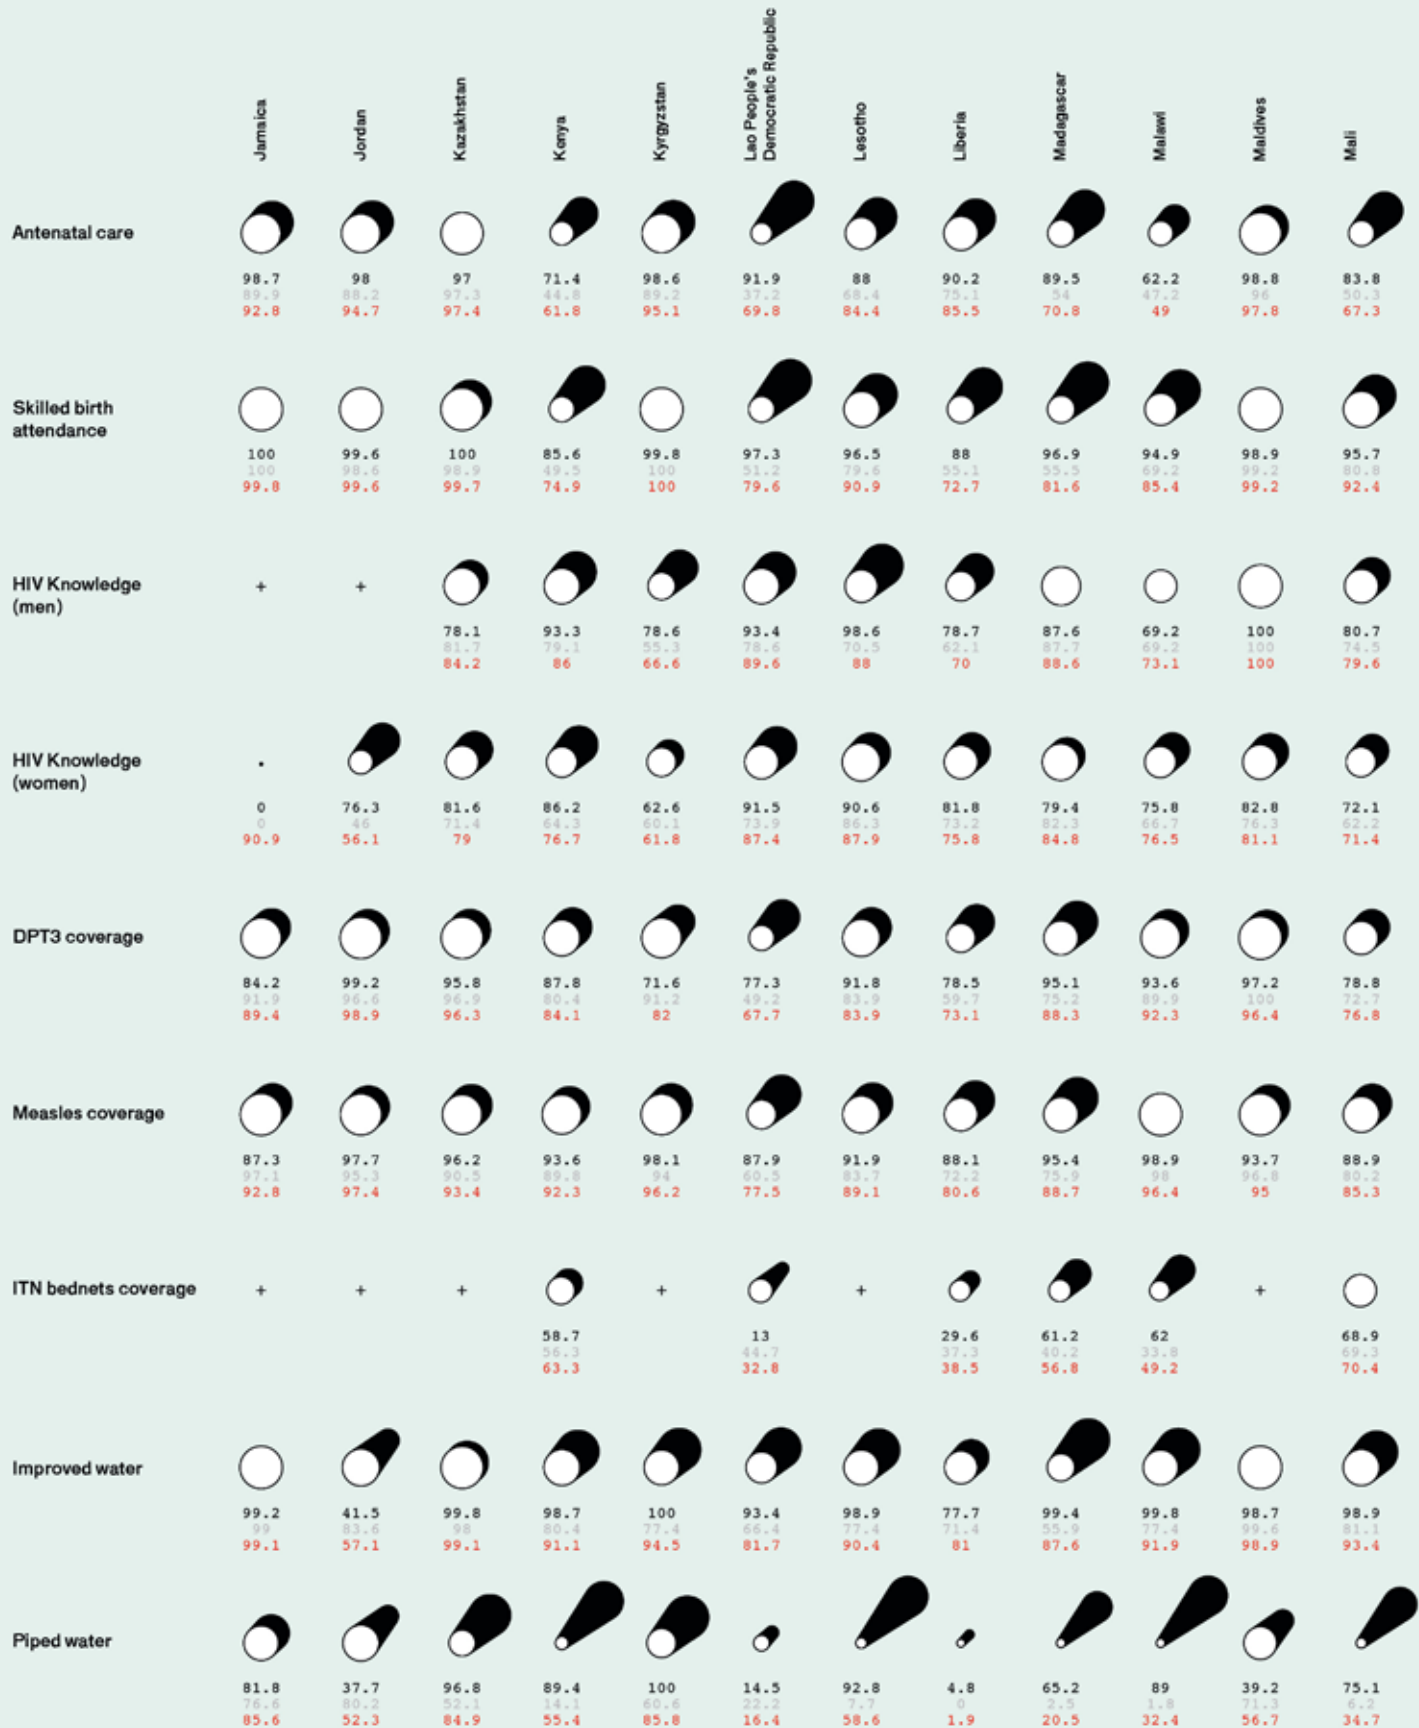 Jamaica
Jordan
Kazakhstan
Kenya
Kyrgyzstan
Lao People's
Democratic Republic
Lesotho
Liberia
Madagascar
Malawi
Maldives
Mali
Antenatal care
98.7 98 97 71.4 98.6 91.9 88 90.2 89.5 62.2 98.8 83.8
89.9 88.2 97.3 44.8 89.2 37.2 68.4 75.1 54 47.2 96 50.3
92.8 94.7 97.4 61.8 95.1 69.8 84.4 85.5 70.8 49 97.8 67.3
Skilled birth
attendance
100 99.6 100 85.6 99.8 97.3 96.5 88 96.9 94.9 98.9 95.7
100 98.6 98.9 49.5 100 51.2 79.6 55.1 55.5 69.2 99.2 80.8
99.8 99.6 99.7 74.9 100 79.6 90.9 72.7 81.6 85.4 99.2 92.4
HIV Knowledge
(men)
+ +
78.1 93.3 78.6 93.4 98.6 78.7 87.6 69.2 100 80.7
81.7 79.1 55.3 78.6 70.5 62.1 87.7 69.2 100 74.5
84.2 86 66.6 89.6 88 70 88.6 73.1 100 79.6
HIV Knowledge
(women)
0 76.3 81.6 86.2 62.6 91.5 90.6 81.8 79.4 75.8 82.8 72.1
0 46 71.4 64.3 60.1 73.9 86.3 73.2 82.3 66.7 76.3 62.2
90.9 56.1 79 76.7 61.8 87.4 87.9 75.8 84.8 76.5 81.1 71.4
DPT3 coverage
84.2 99.2 95.8 87.8 71.6 77.3 91.8 78.5 95.1 93.6 97.2 78.8
91.9 96.6 96.9 80.4 91.2 49.2 83.9 59.7 75.2 89.9 100 72.7
89.4 98.9 96.3 84.1 82 67.7 83.9 73.1 88.3 92.3 96.4 76.8
Measles coverage
87.3 97.7 96.2 93.6 98.1 87.9 91.9 88.1 95.4 98.9 93.7 88.9
97.1 95.3 90.5 89.8 94 60.5 83.7 72.2 75.9 98 96.8 80.2
92.8 97.4 93.4 92.3 96.2 77.5 89.1 80.6 88.7 96.4 95 85.3
ITN bednets coverage + + + + + +
58.7 13 29.6 61.2 62 68.9
56.3 44.7 37.3 40.2 33.8 69.3
63.3 32.8 38.5 56.8 49.2 70.4
Improved water
99.2 41.5 99.8 98.7 100 93.4 98.9 77.7 99.4 99.8 98.7 98.9
99 83.6 98 80.4 77.4 66.4 77.4 71.4 55.9 77.4 99.6 81.1
99.1 57.1 99.1 91.1 94.5 81.7 90.4 81 87.6 91.9 98.9 93.4
Piped water
81.8 37.7 96.8 89.4 100 14.5 92.8 4.8 65.2 89 39.2 75.1
76.6 80.2 52.1 14.1 60.6 22.2 7.7 0 2.5 1.8 71.3 6.2
85.6 52.3 84.9 55.4 85.8 16.4 58.6 1.9 20.5 32.4 56.7 34.7